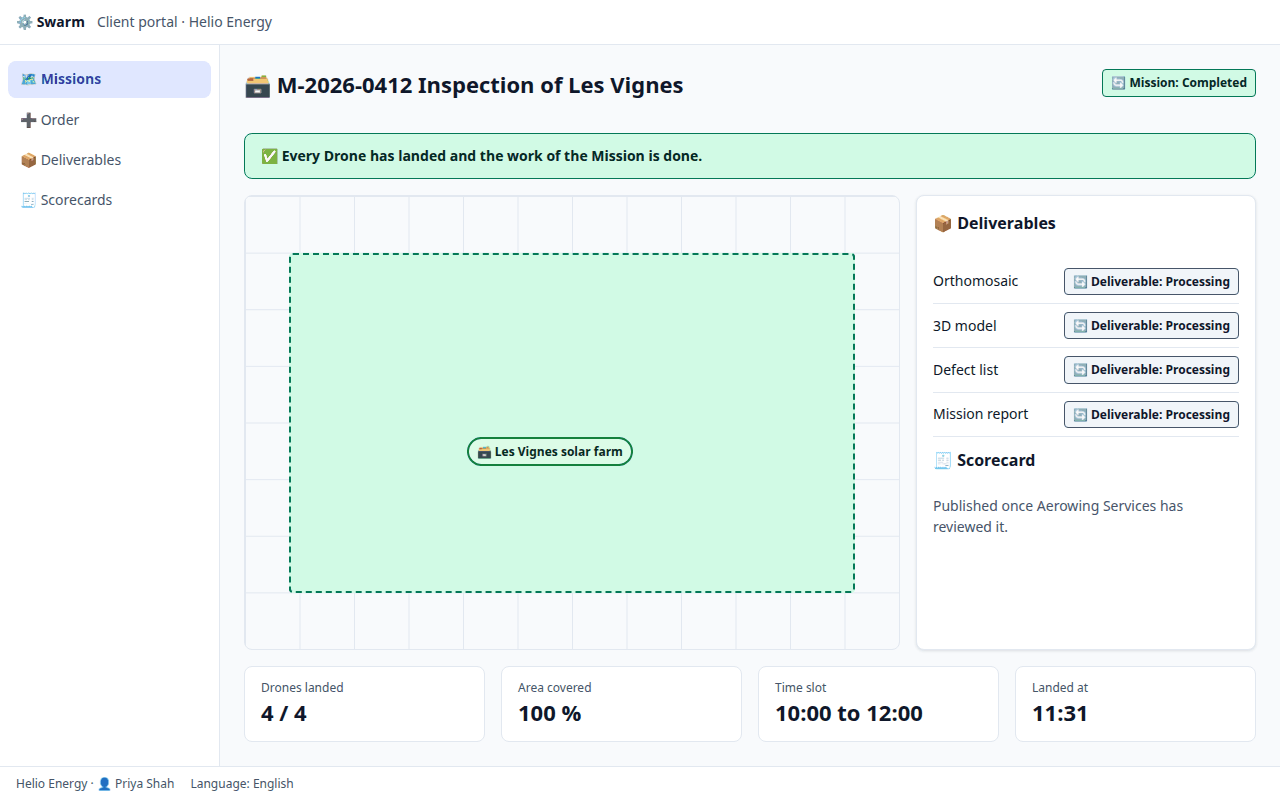 ⚙️ Swarm Client portal · Helio Energy
🗺️ Missions
➕ Order
📦 Deliverables
🧾 Scorecards
🗃️ M-2026-0412 Inspection of Les Vignes
🔄 Mission: Completed
✅ Every Drone has landed and the work of the Mission is done.
🗃️ Les Vignes solar farm
📦 Deliverables
Orthomosaic 🔄 Deliverable: Processing
3D model 🔄 Deliverable: Processing
Defect list 🔄 Deliverable: Processing
Mission report 🔄 Deliverable: Processing
🧾 Scorecard
Published once Aerowing Services has
reviewed it.
Drones landed
4 / 4
Area covered
100 %
Time slot
10:00 to 12:00
Landed at
11:31
Helio Energy · 👤 Priya Shah Language: English